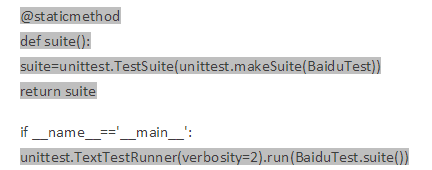 @staticmethod
def suite():
suite=unittest.TestSuite(unittest.makeSuite(BaiduTest))
return suite
if __name__=='__main__':
unittest.TextTestRunner(verbosity=2).run(BaiduTest.suite())